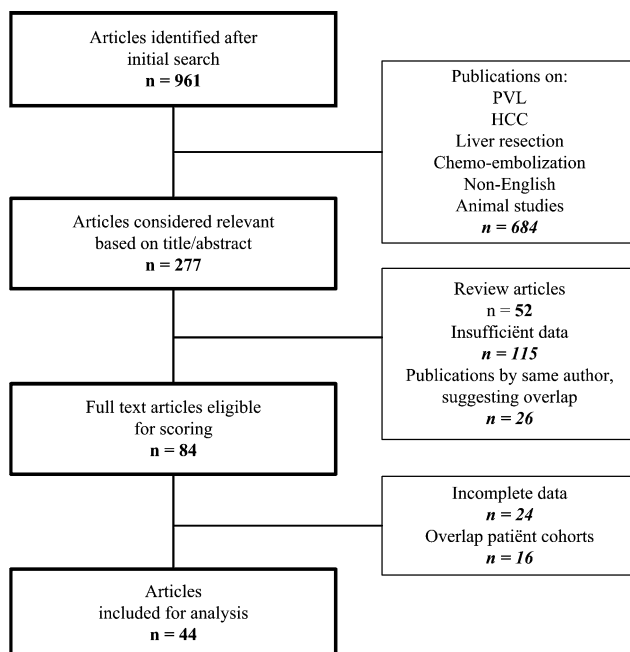 Articles identified after
initial search
n = 961
Publications on:
PVL
HCC
Liver resection
Chemo-embolization
Non-English
Animal studies
n = 684
Articles considered relevant
based on title/abstract
n = 277
Review articles
n = 52
Insufficiënt data
n = 115
Publications by same author,
suggesting overlap
n = 26
Full text articles eligible
for scoring
n = 84
Incomplete data
n = 24
Overlap patiënt cohorts
n = 16
Articles
included for analysis
n = 44